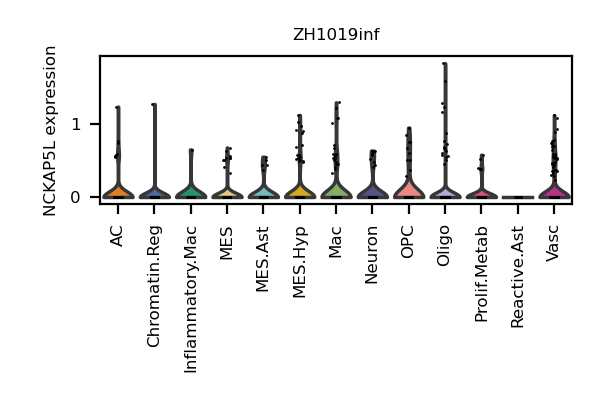 ZH1019inf
NCKAP5L expression
1
0
AC
Chromatin.Reg
Inflammatory.Mac
MES
MES.Ast
MES.Hyp
Mac
Neuron
OPC
Oligo
Prolif.Metab
Reactive.Ast
Vasc